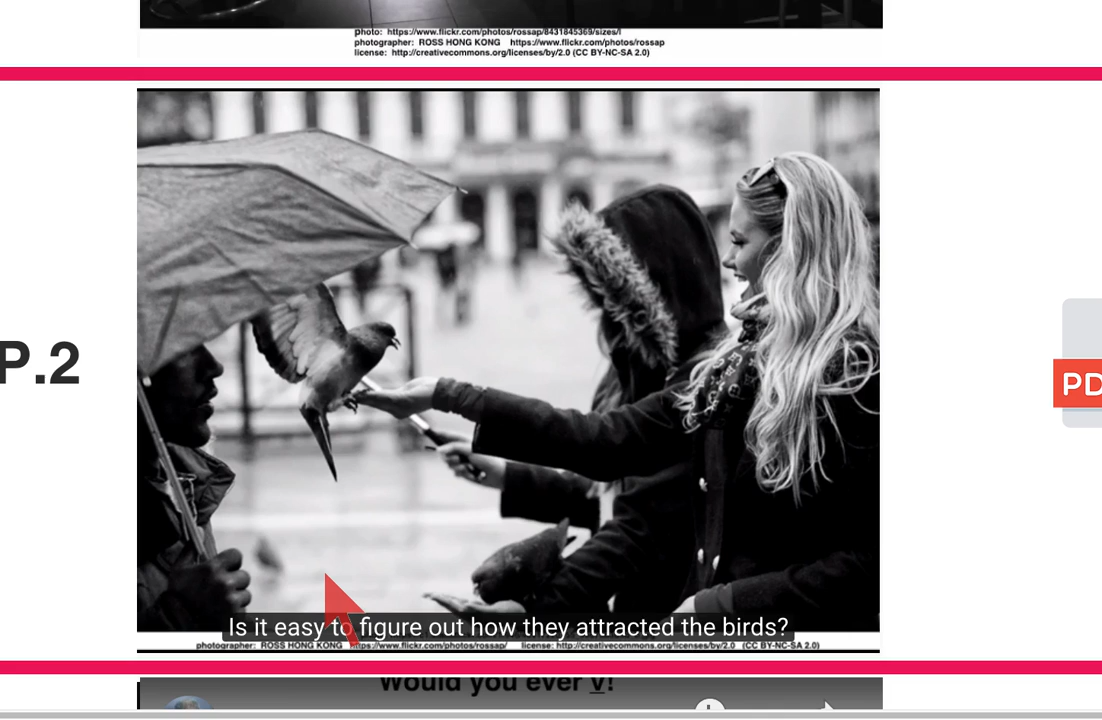 photo: https://www.flickr.com/photos/rossap/8431845369/sizes/l
photographer: ROSS HONG KONG https://www.flickr.com/photos/rossap
license: http://creativecommons.org/licenses/by/2.0 (CC BY-NC-SA 2.0)
P.2
PD
Is it easy to figure out how they attracted the birds?
photographer: ROSS HONG KONG https://www.flickr.com/photos/rossap/ license: http://creativecommons.org/licenses/by/2.0 (CC BY-NC-SA 2.0)
Would you ever v!